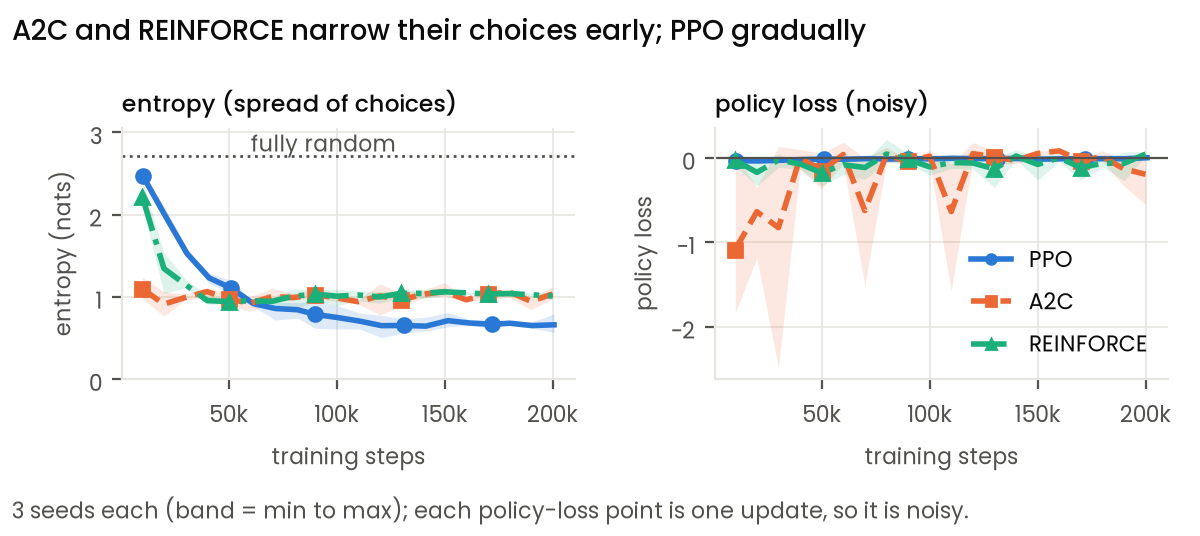 A2C and REINFORCE narrow their choices early; PPO gradually
entropy (spread of choices)
3
2
1
0
entropy (nats)
fully random
50k
100k
150k
200k
training steps
policy loss (noisy)
0
−1
−2
policy loss
PPO
A2C
REINFORCE
50k
100k
150k
200k
training steps
3 seeds each (band = min to max); each policy-loss point is one update, so it is noisy.